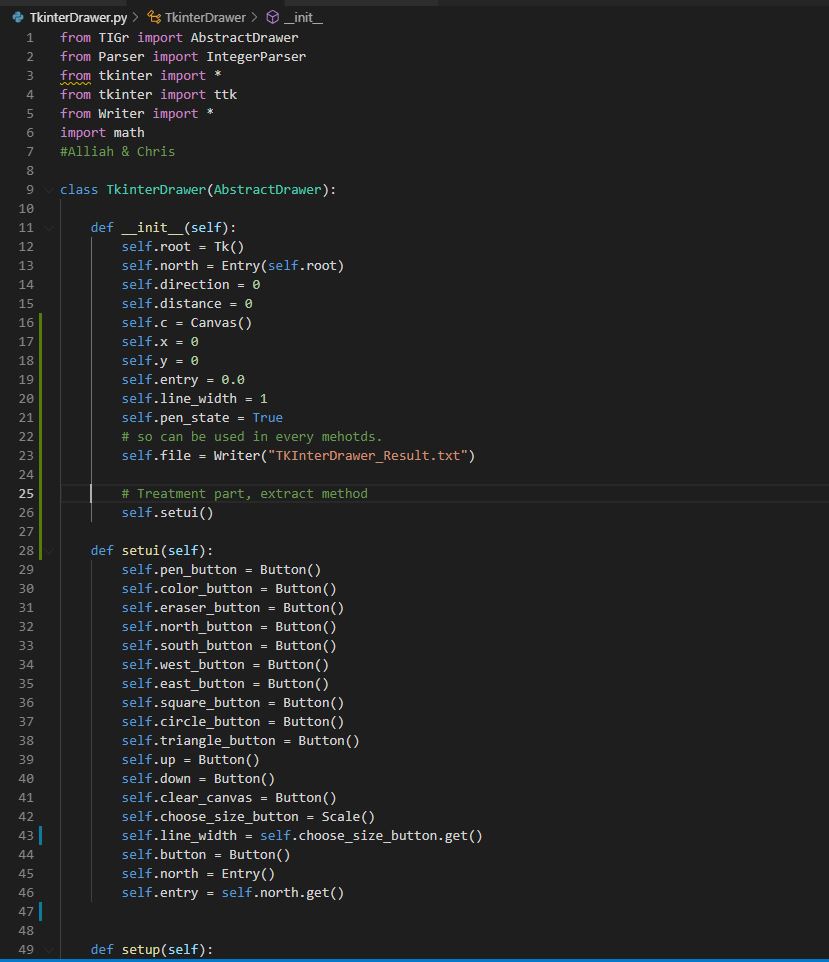 TkinterDrawer.py > TkinterDrawer > __init__
1 from TIGr import AbstractDrawer
2 from Parser import IntegerParser
3 from tkinter import *
4 from tkinter import ttk
5 from Writer import *
6 import math
7 #Alliah & Chris
8
9 class TkinterDrawer(AbstractDrawer):
10
11     def __init__(self):
12         self.root = Tk()
13         self.north = Entry(self.root)
14         self.direction = 0
15         self.distance = 0
16         self.c = Canvas()
17         self.x = 0
18         self.y = 0
19         self.entry = 0.0
20         self.line_width = 1
21         self.pen_state = True
22         # so can be used in every mehotds.
23         self.file = Writer("TKInterDrawer_Result.txt")
24
25         # Treatment part, extract method
26         self.setui()
27
28     def setui(self):
29         self.pen_button = Button()
30         self.color_button = Button()
31         self.eraser_button = Button()
32         self.north_button = Button()
33         self.south_button = Button()
34         self.west_button = Button()
35         self.east_button = Button()
36         self.square_button = Button()
37         self.circle_button = Button()
38         self.triangle_button = Button()
39         self.up = Button()
40         self.down = Button()
41         self.clear_canvas = Button()
42         self.choose_size_button = Scale()
43         self.line_width = self.choose_size_button.get()
44         self.button = Button()
45         self.north = Entry()
46         self.entry = self.north.get()
47
48
49     def setup(self):